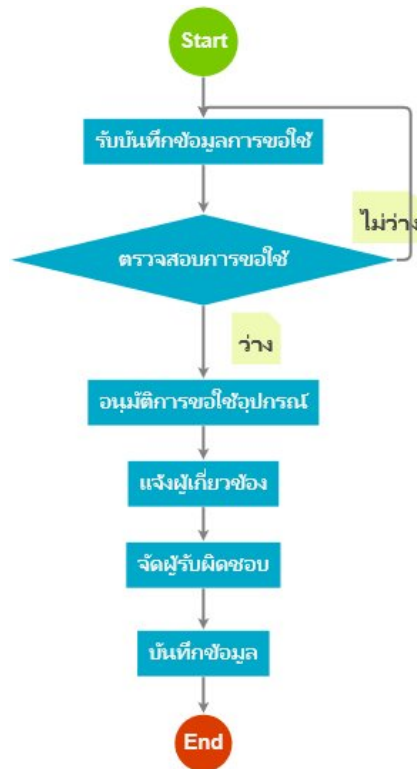 Start
รับบันทึกข้อมูลการขอใช้
ไม่ว่าง
ตรวจสอบการขอใช้
ว่าง
อนุมัติการขอใช้อุปกรณ์
แจ้งผู้เกี่ยวข้อง
จัดผู้รับผิดชอบ
บันทึกข้อมูล
End